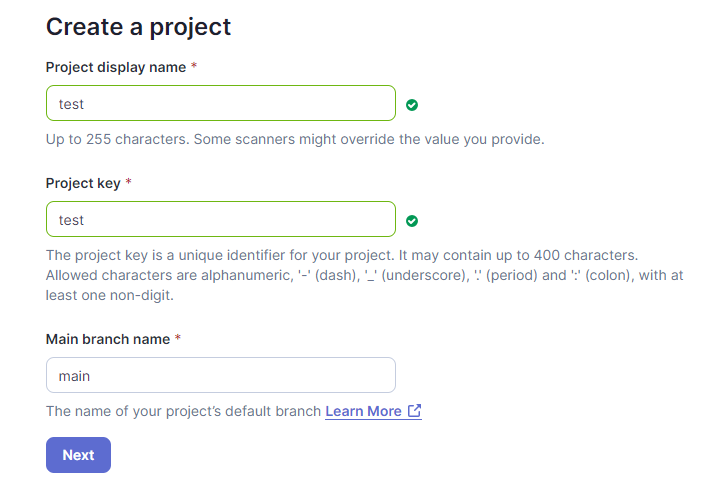 Create a project
Project display name *
test
Up to 255 characters. Some scanners might override the value you provide.
Project key *
test
The project key is a unique identifier for your project. It may contain up to 400 characters.
Allowed characters are alphanumeric, '-' (dash), '_' (underscore), '.' (period) and ':' (colon), with at
least one non-digit.
Main branch name *
main
The name of your project’s default branch Learn More
Next